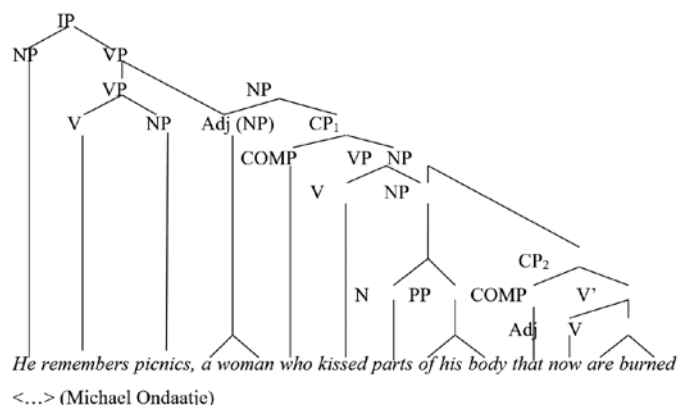 IP
NP VP
VP NP
V NP Adj (NP) CP₁
COMP VP NP
V NP
CP₂
N PP COMP V’
Adj V
He remembers picnics, a woman who kissed parts of his body that now are burned
<...> (Michael Ondaatje)